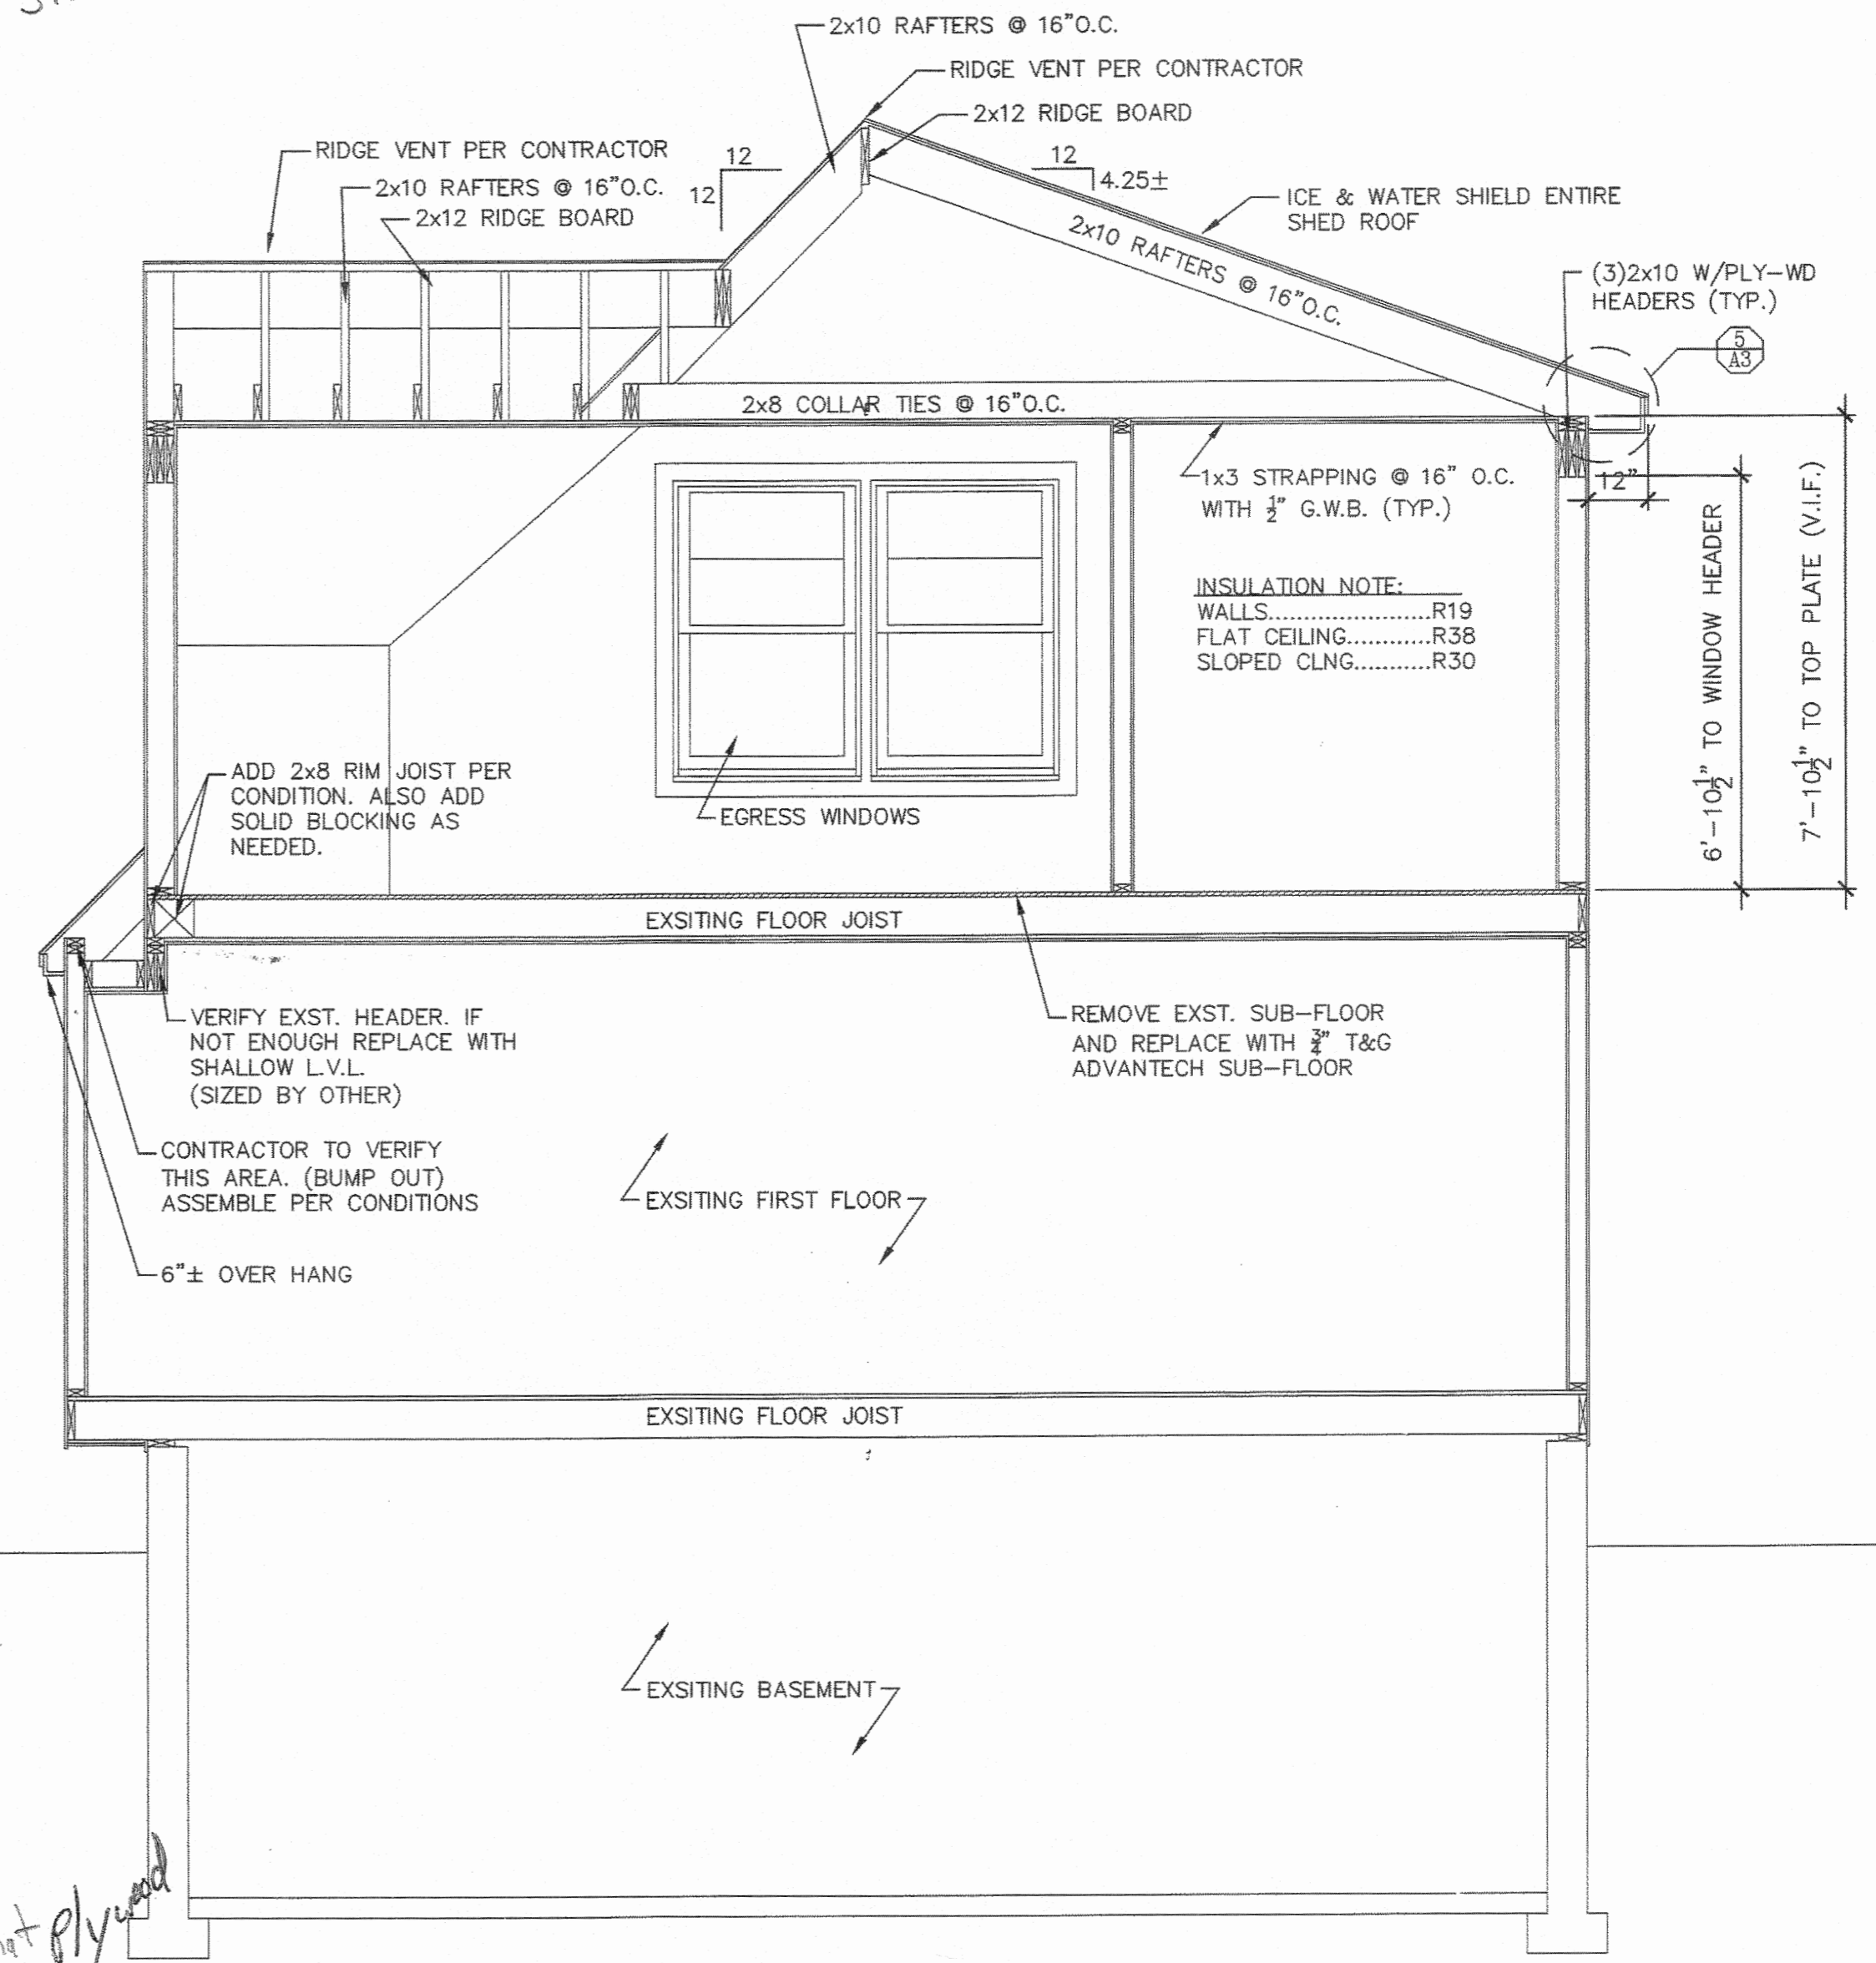 2x10 RAFTERS @ 16"O.C.
RIDGE VENT PER CONTRACTOR
2x12 RIDGE BOARD
RIDGE VENT PER CONTRACTOR
2x10 RAFTERS @ 16"O.C.
2x12 RIDGE BOARD
12
12
12
4.25±
ICE & WATER SHIELD ENTIRE
SHED ROOF
2x10 RAFTERS @ 16"O.C.
(3)2x10 W/PLY-WD
HEADERS (TYP.)
5
A3
2x8 COLLAR TIES @ 16"O.C.
1x3 STRAPPING @ 16" O.C.
WITH ½" G.W.B. (TYP.)
12"
6'-10½" TO WINDOW HEADER
7'-10½" TO TOP PLATE (V.I.F.)
INSULATION NOTE:
WALLS.......................R19
FLAT CEILING............R38
SLOPED CLNG...........R30
ADD 2x8 RIM JOIST PER
CONDITION. ALSO ADD
SOLID BLOCKING AS
NEEDED.
EGRESS WINDOWS
EXSITING FLOOR JOIST
VERIFY EXST. HEADER. IF
NOT ENOUGH REPLACE WITH
SHALLOW L.V.L.
(SIZED BY OTHER)
REMOVE EXST. SUB-FLOOR
AND REPLACE WITH ¾" T&G
ADVANTECH SUB-FLOOR
CONTRACTOR TO VERIFY
THIS AREA. (BUMP OUT)
ASSEMBLE PER CONDITIONS
EXSITING FIRST FLOOR
6"± OVER HANG
EXSITING FLOOR JOIST
EXSITING BASEMENT
plywood